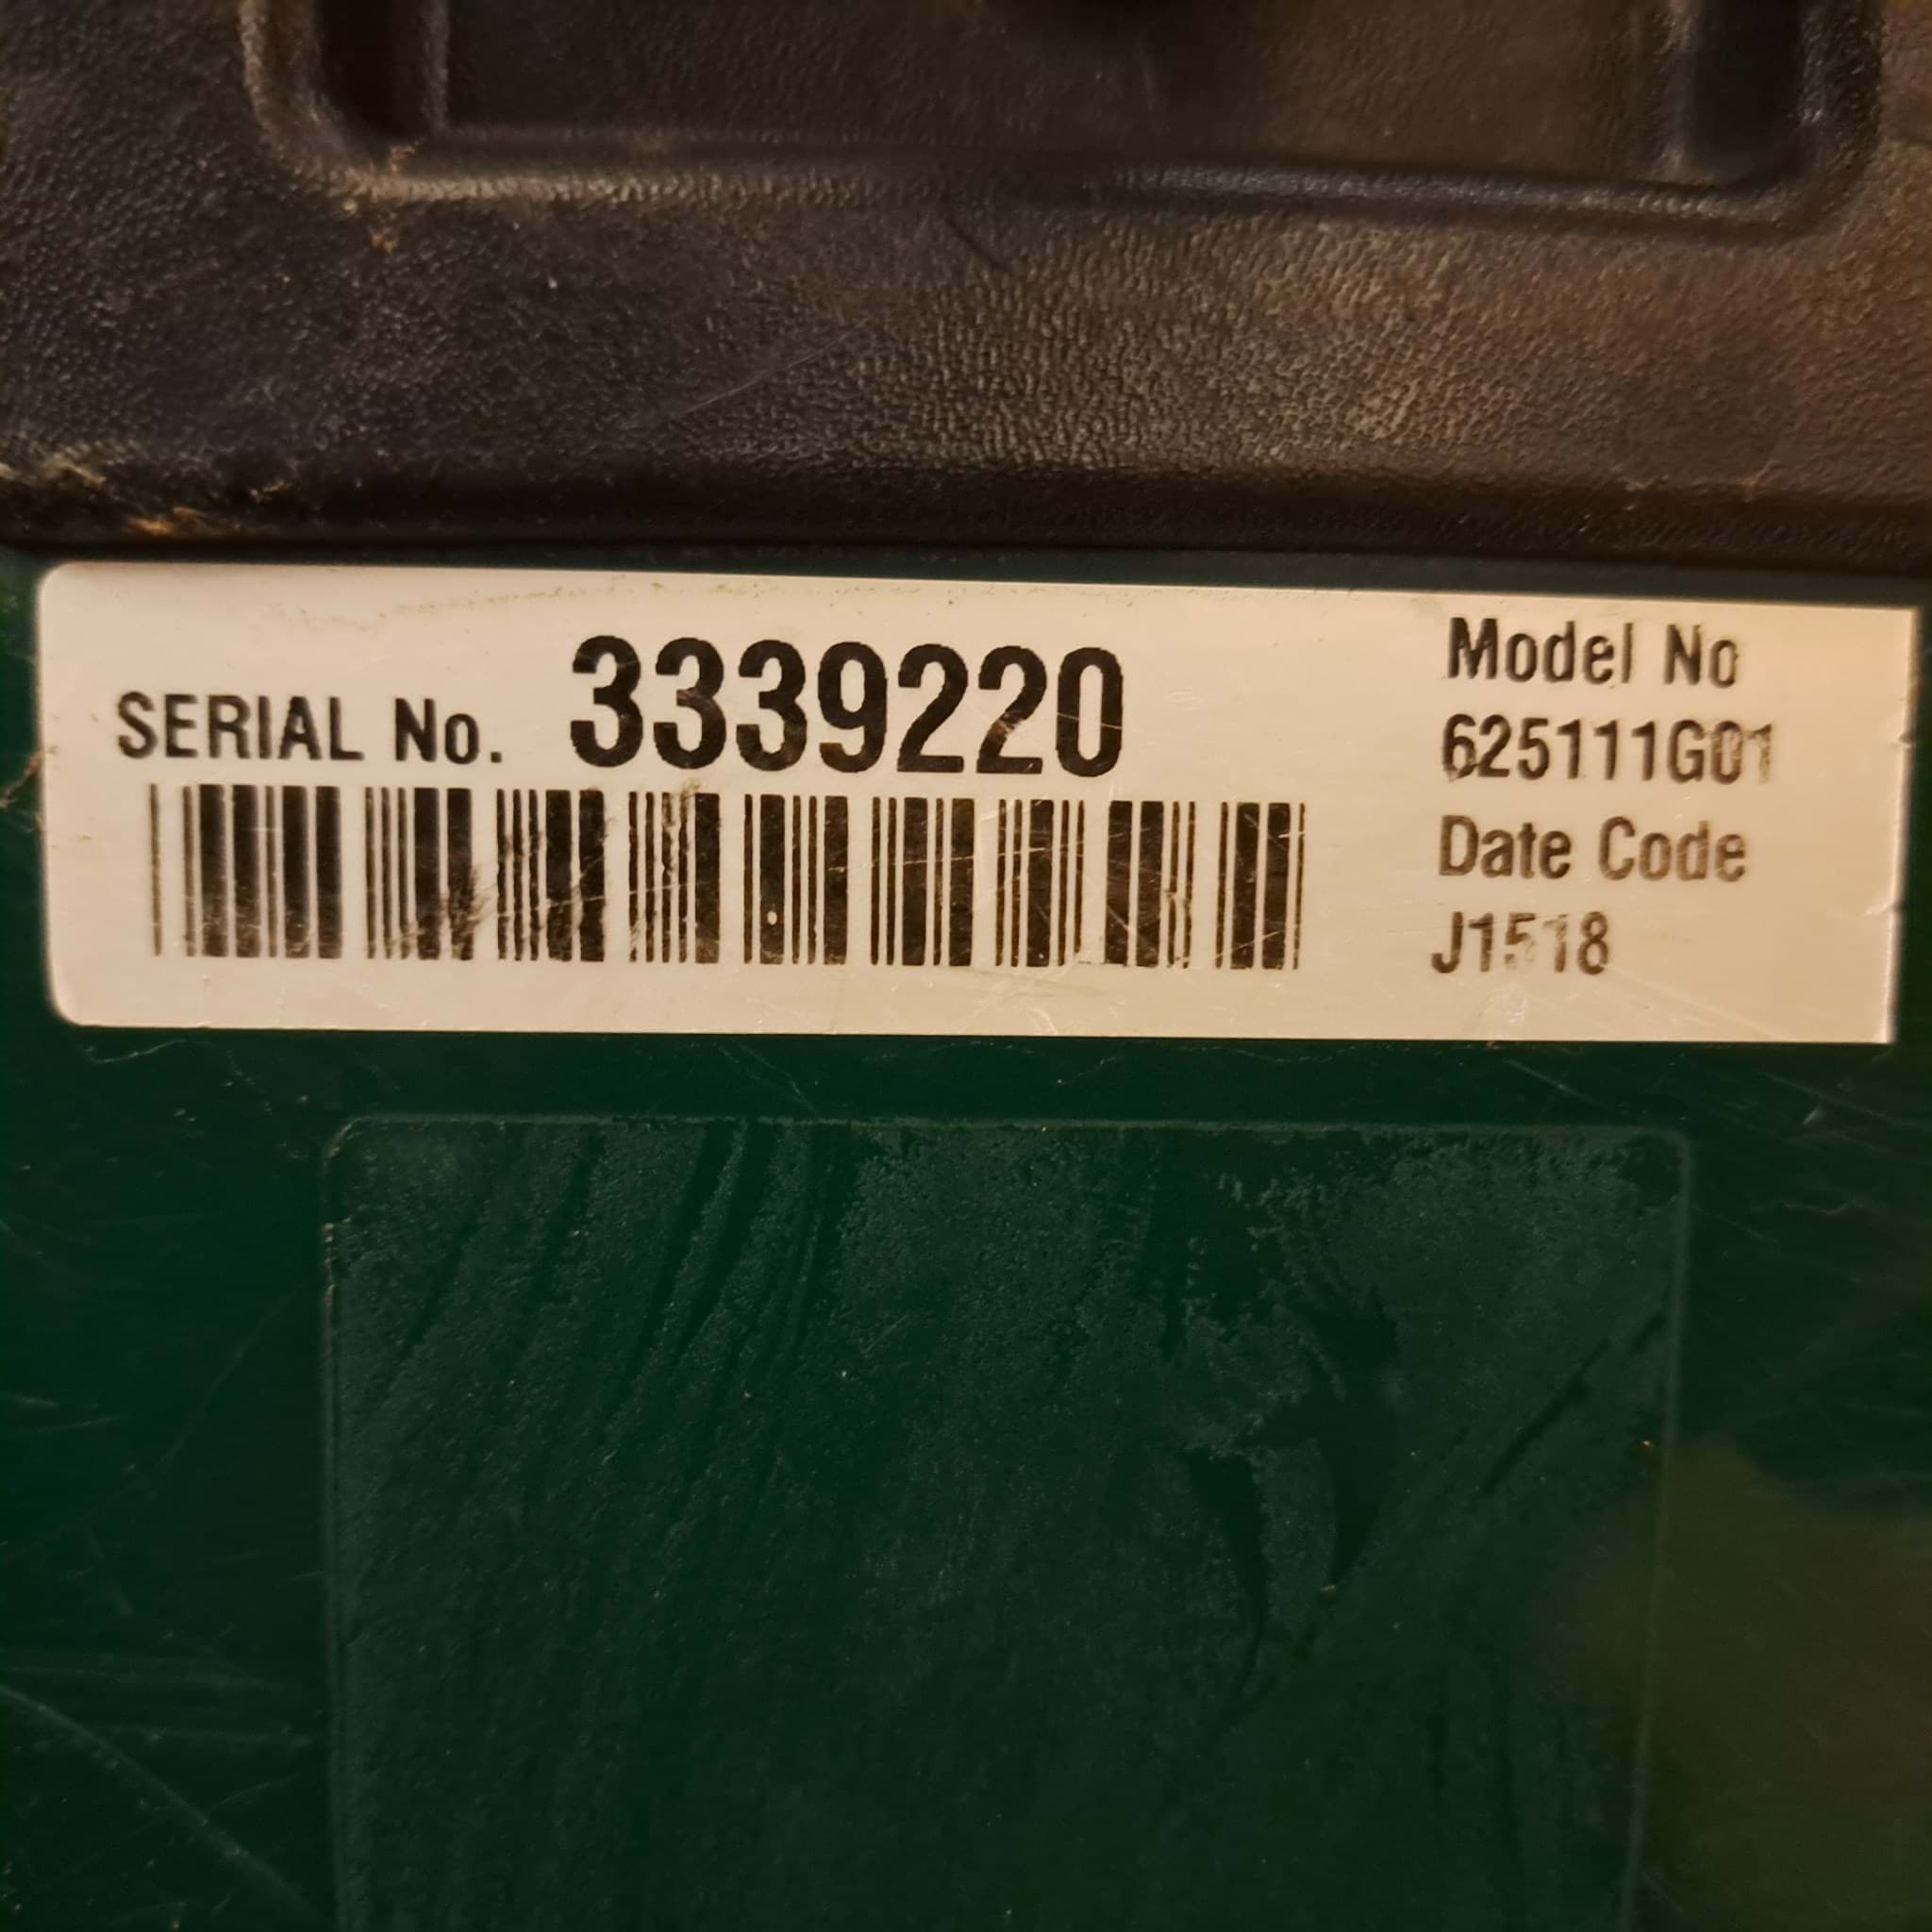 SERIAL No. 3339220
Model No
625111G01
Date Code
J1518